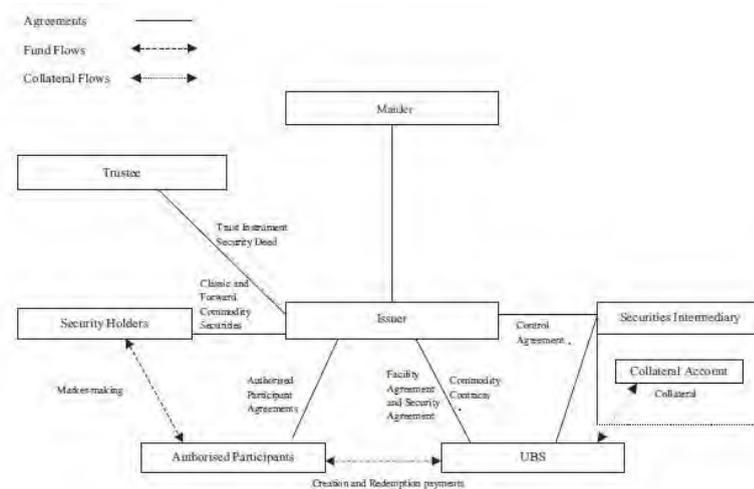 Agreements
Fund Flows
Collateral Flows
Mander
Trustee
Trust Instrument
Security Deed
Classic and
Forward
Commodity
Securities
Security Holders
Issuer
Securities Intermediary
Control
Agreement
Collateral Account
Collateral
Market-making
Authorised
Participant
Agreements
Facility
Agreement
and Security
Agreement
Commodity
Contracts
Authorised Participants
UBS
Creation and Redemption payments